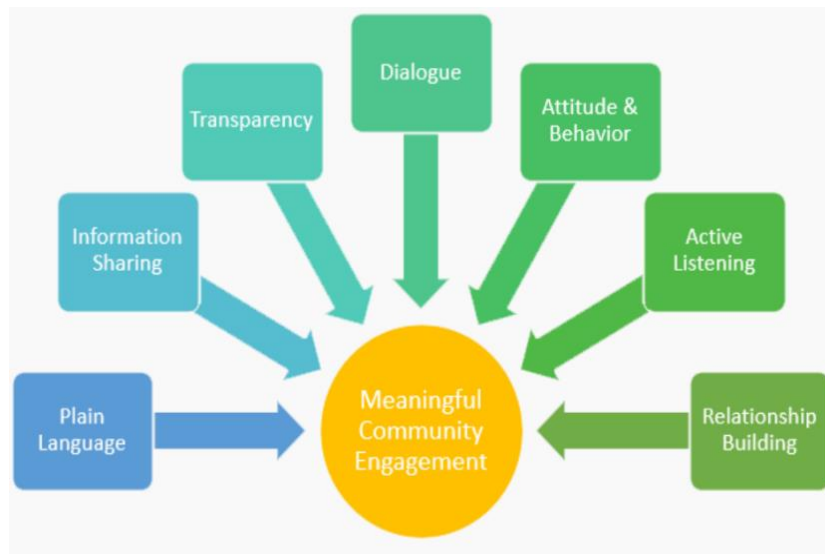 Plain
Language
Information
Sharing
Transparency
Dialogue
Attitude &
Behavior
Active
Listening
Relationship
Building
Meaningful
Community
Engagement